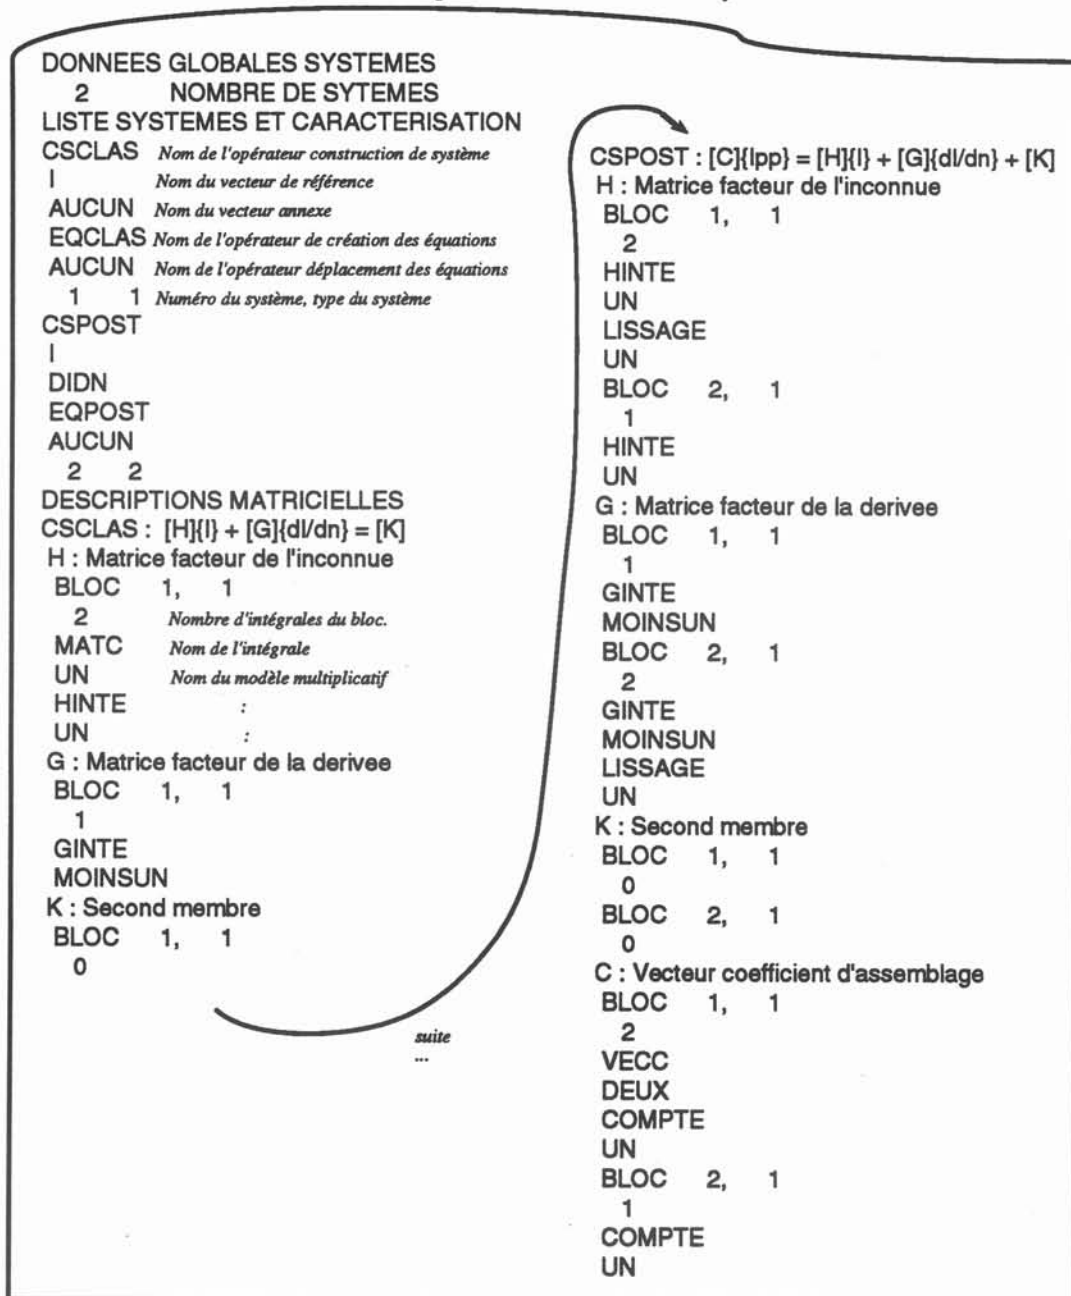 DONNEES GLOBALES SYSTEMES
2 NOMBRE DE SYTEMES
LISTE SYSTEMES ET CARACTERISATION
CSCLAS Nom de l'opérateur construction de système
I Nom du vecteur de référence
AUCUN Nom du vecteur annexe
EQCLAS Nom de l'opérateur de création des équations
AUCUN Nom de l'opérateur déplacement des équations
1 1 Numéro du système, type du système
CSPOST
I
DIDN
EQPOST
AUCUN
2 2
DESCRIPTIONS MATRICIELLES
CSCLAS : [H]{I} + [G]{dI/dn} = [K]
H : Matrice facteur de l'inconnue
BLOC 1, 1
2 Nombre d'intégrales du bloc.
MATC Nom de l'intégrale
UN Nom du modèle multiplicatif
HINTE :
UN :
G : Matrice facteur de la derivee
BLOC 1, 1
1
GINTE
MOINSUN
K : Second membre
BLOC 1, 1
0
suite
...
CSPOST : [C]{Ipp} = [H]{I} + [G]{dI/dn} + [K]
H : Matrice facteur de l'inconnue
BLOC 1, 1
2
HINTE
UN
LISSAGE
UN
BLOC 2, 1
1
HINTE
UN
G : Matrice facteur de la derivee
BLOC 1, 1
1
GINTE
MOINSUN
BLOC 2, 1
2
GINTE
MOINSUN
LISSAGE
UN
K : Second membre
BLOC 1, 1
0
BLOC 2, 1
0
C : Vecteur coefficient d'assemblage
BLOC 1, 1
2
VECC
DEUX
COMPTE
UN
BLOC 2, 1
1
COMPTE
UN